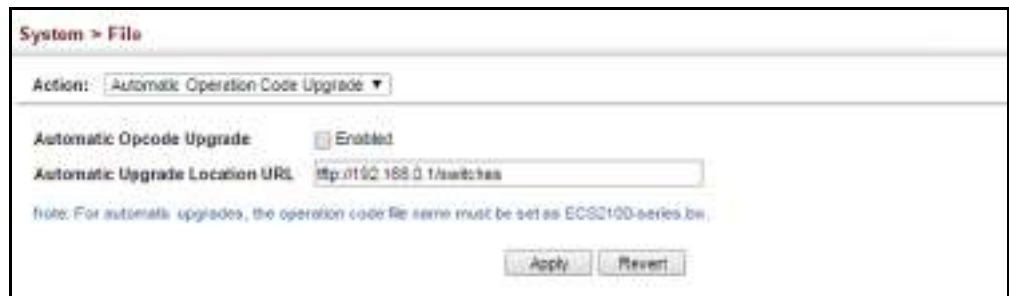 System > File
Action: Automatic Operation Code Upgrade ▼
Automatic Opcode Upgrade Enabled
Automatic Upgrade Location URL tftp://192.168.0.1/switches
Note: For automatic upgrades, the operation code file name must be set as ECS2100-series.bix.
Apply Revert